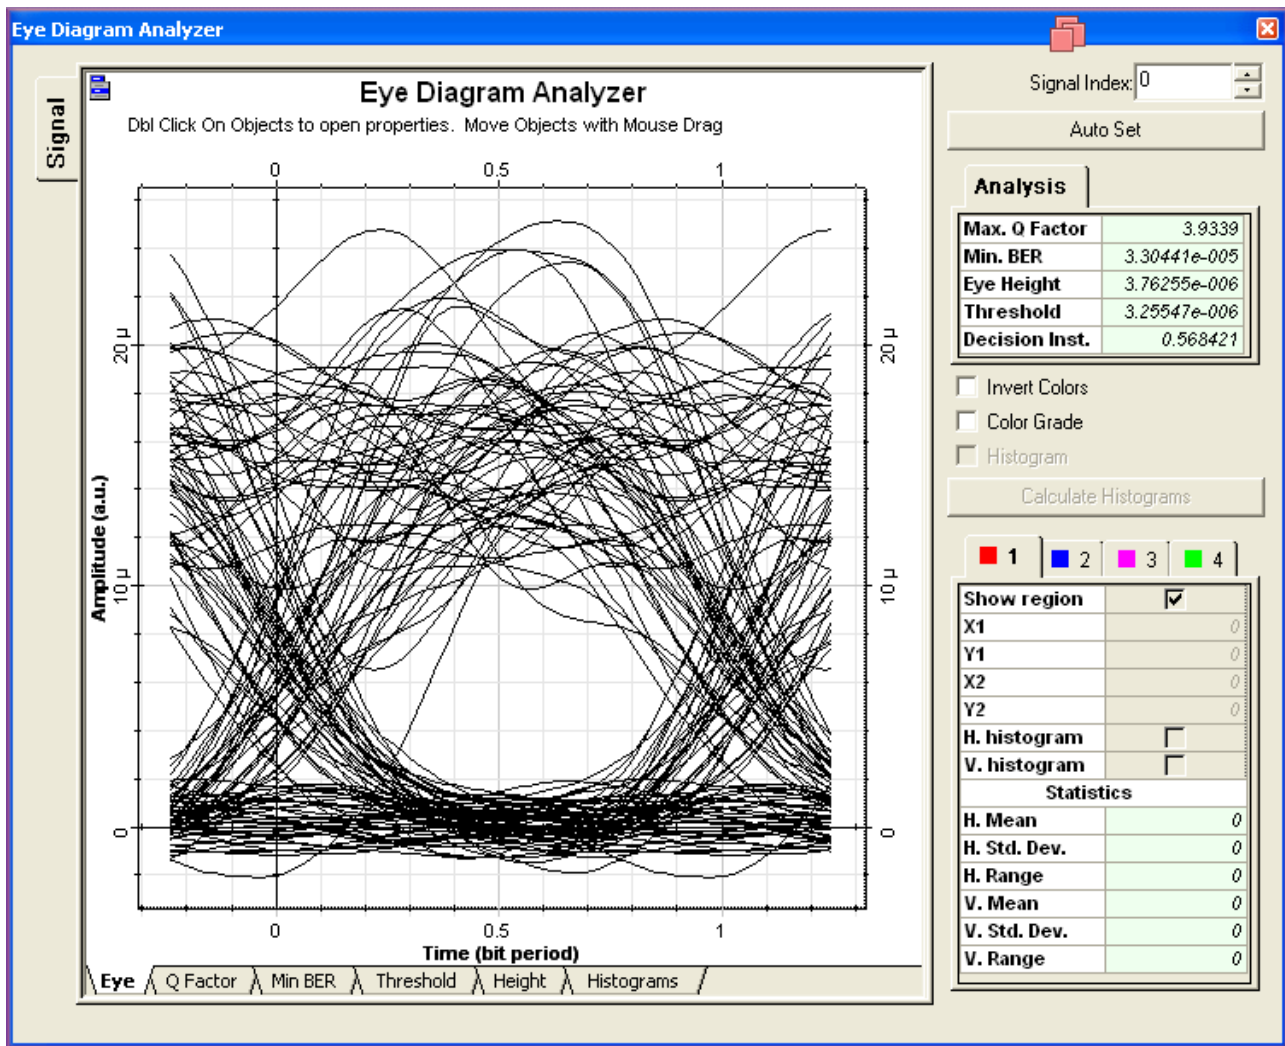 Eye Diagram Analyzer
Signal
Eye Diagram Analyzer
Dbl Click On Objects to open properties. Move Objects with Mouse Drag
0 0.5 1
20 µ 20 µ
10 µ 10 µ
0 0
Amplitude (a.u.)
0 0.5 1
Time (bit period)
Eye Q Factor Min BER Threshold Height Histograms
Signal Index: 0
Auto Set
Analysis
Max. Q Factor 3.9339
Min. BER 3.30441e-005
Eye Height 3.76255e-006
Threshold 3.25547e-006
Decision Inst. 0.568421
Invert Colors
Color Grade
Histogram
Calculate Histograms
1 2 3 4
Show region
X1 0
Y1 0
X2 0
Y2 0
H. histogram
V. histogram
Statistics
H. Mean 0
H. Std. Dev. 0
H. Range 0
V. Mean 0
V. Std. Dev. 0
V. Range 0